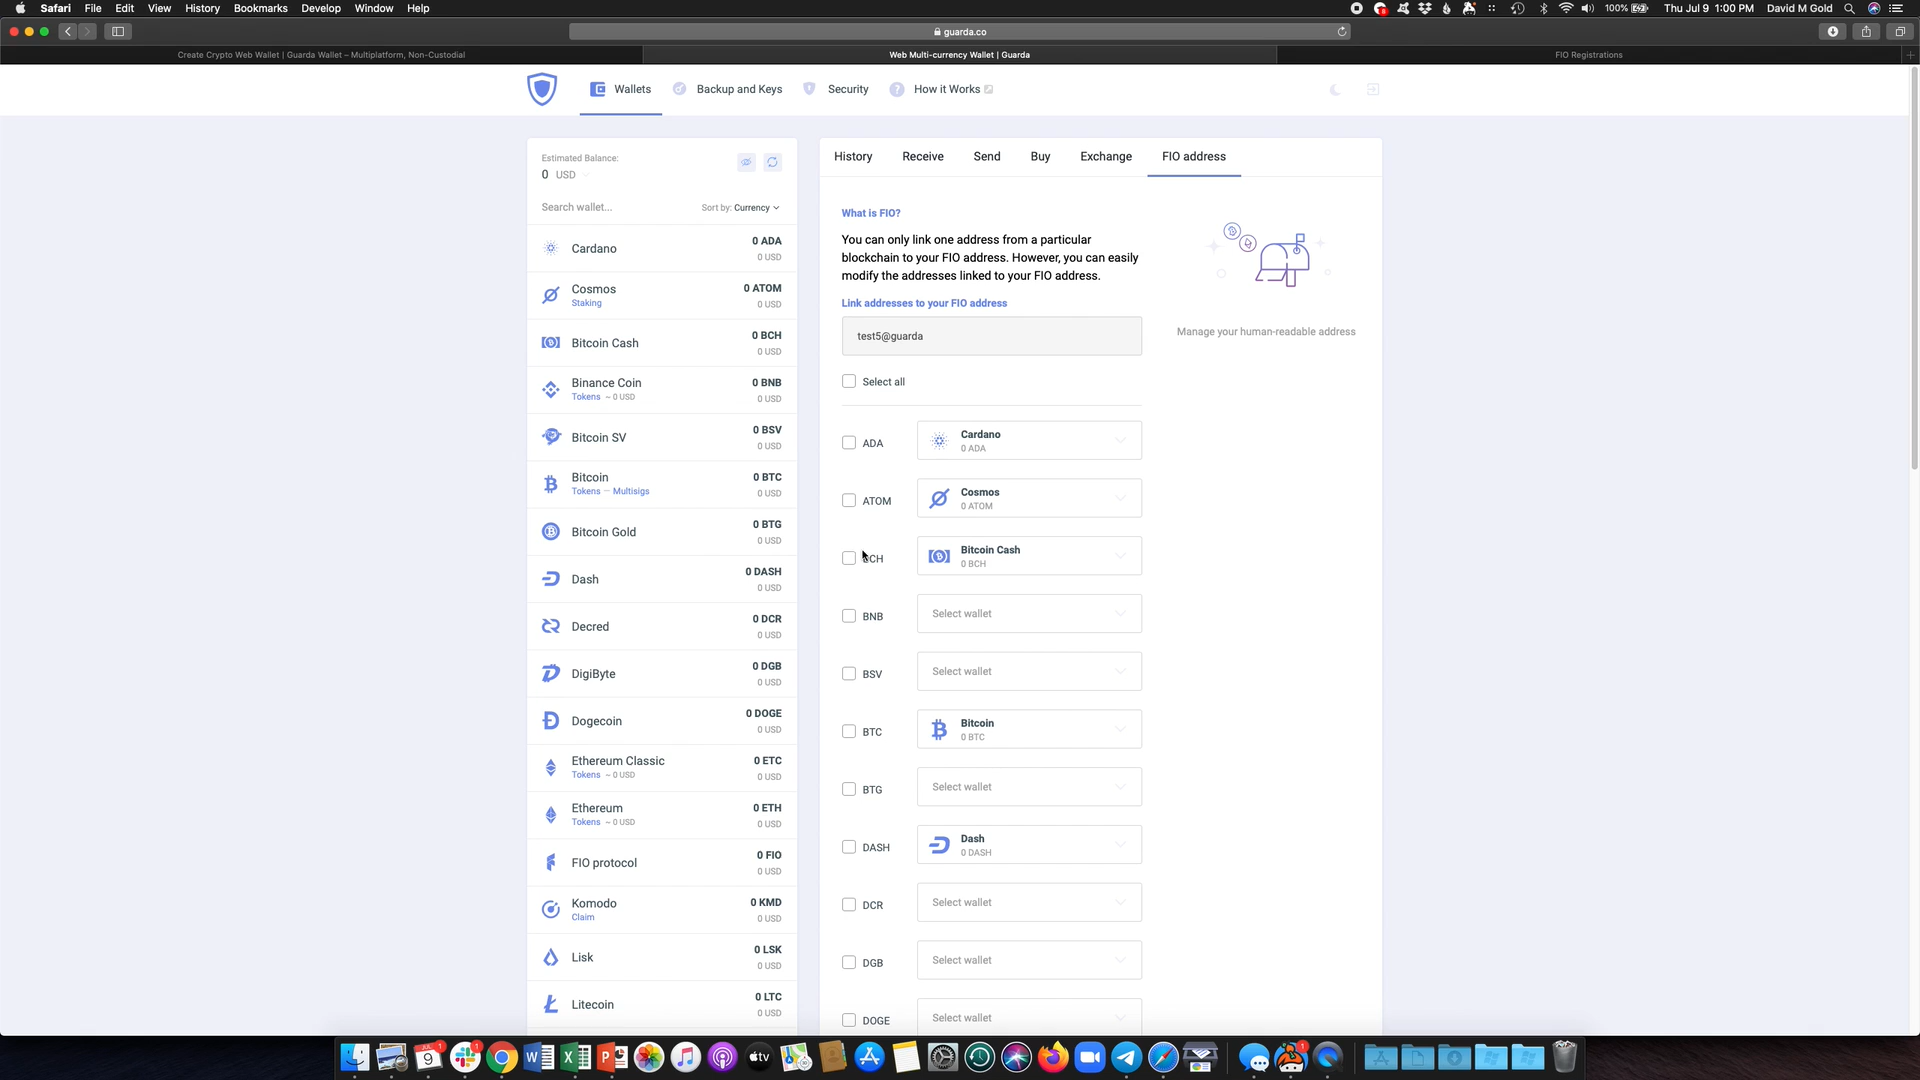 Safari File Edit View History Bookmarks Develop Window Help
100% Thu Jul 9 1:00 PM David M Gold
guarda.co
Create Crypto Web Wallet | Guarda Wallet – Multiplatform, Non-Custodial
Web Multi-currency Wallet | Guarda
FIO Registrations
Wallets
Backup and Keys
Security
How it Works
Estimated Balance:
0 USD
Search wallet...
Sort by: Currency
Cardano 0 ADA
0 USD
Cosmos 0 ATOM
Staking 0 USD
Bitcoin Cash 0 BCH
0 USD
Binance Coin 0 BNB
Tokens ~ 0 USD 0 USD
Bitcoin SV 0 BSV
0 USD
Bitcoin 0 BTC
Tokens — Multisigs 0 USD
Bitcoin Gold 0 BTG
0 USD
Dash 0 DASH
0 USD
Decred 0 DCR
0 USD
DigiByte 0 DGB
0 USD
Dogecoin 0 DOGE
0 USD
Ethereum Classic 0 ETC
Tokens ~ 0 USD 0 USD
Ethereum 0 ETH
Tokens ~ 0 USD 0 USD
FIO protocol 0 FIO
0 USD
Komodo 0 KMD
Claim 0 USD
Lisk 0 LSK
0 USD
Litecoin 0 LTC
0 USD
History Receive Send Buy Exchange FIO address
What is FIO?
You can only link one address from a particular
blockchain to your FIO address. However, you can easily
modify the addresses linked to your FIO address.
Link addresses to your FIO address
test5@guarda
Manage your human-readable address
Select all
ADA Cardano
0 ADA
ATOM Cosmos
0 ATOM
CH Bitcoin Cash
0 BCH
BNB Select wallet
BSV Select wallet
BTC Bitcoin
0 BTC
BTG Select wallet
DASH Dash
0 DASH
DCR Select wallet
DGB Select wallet
DOGE Select wallet